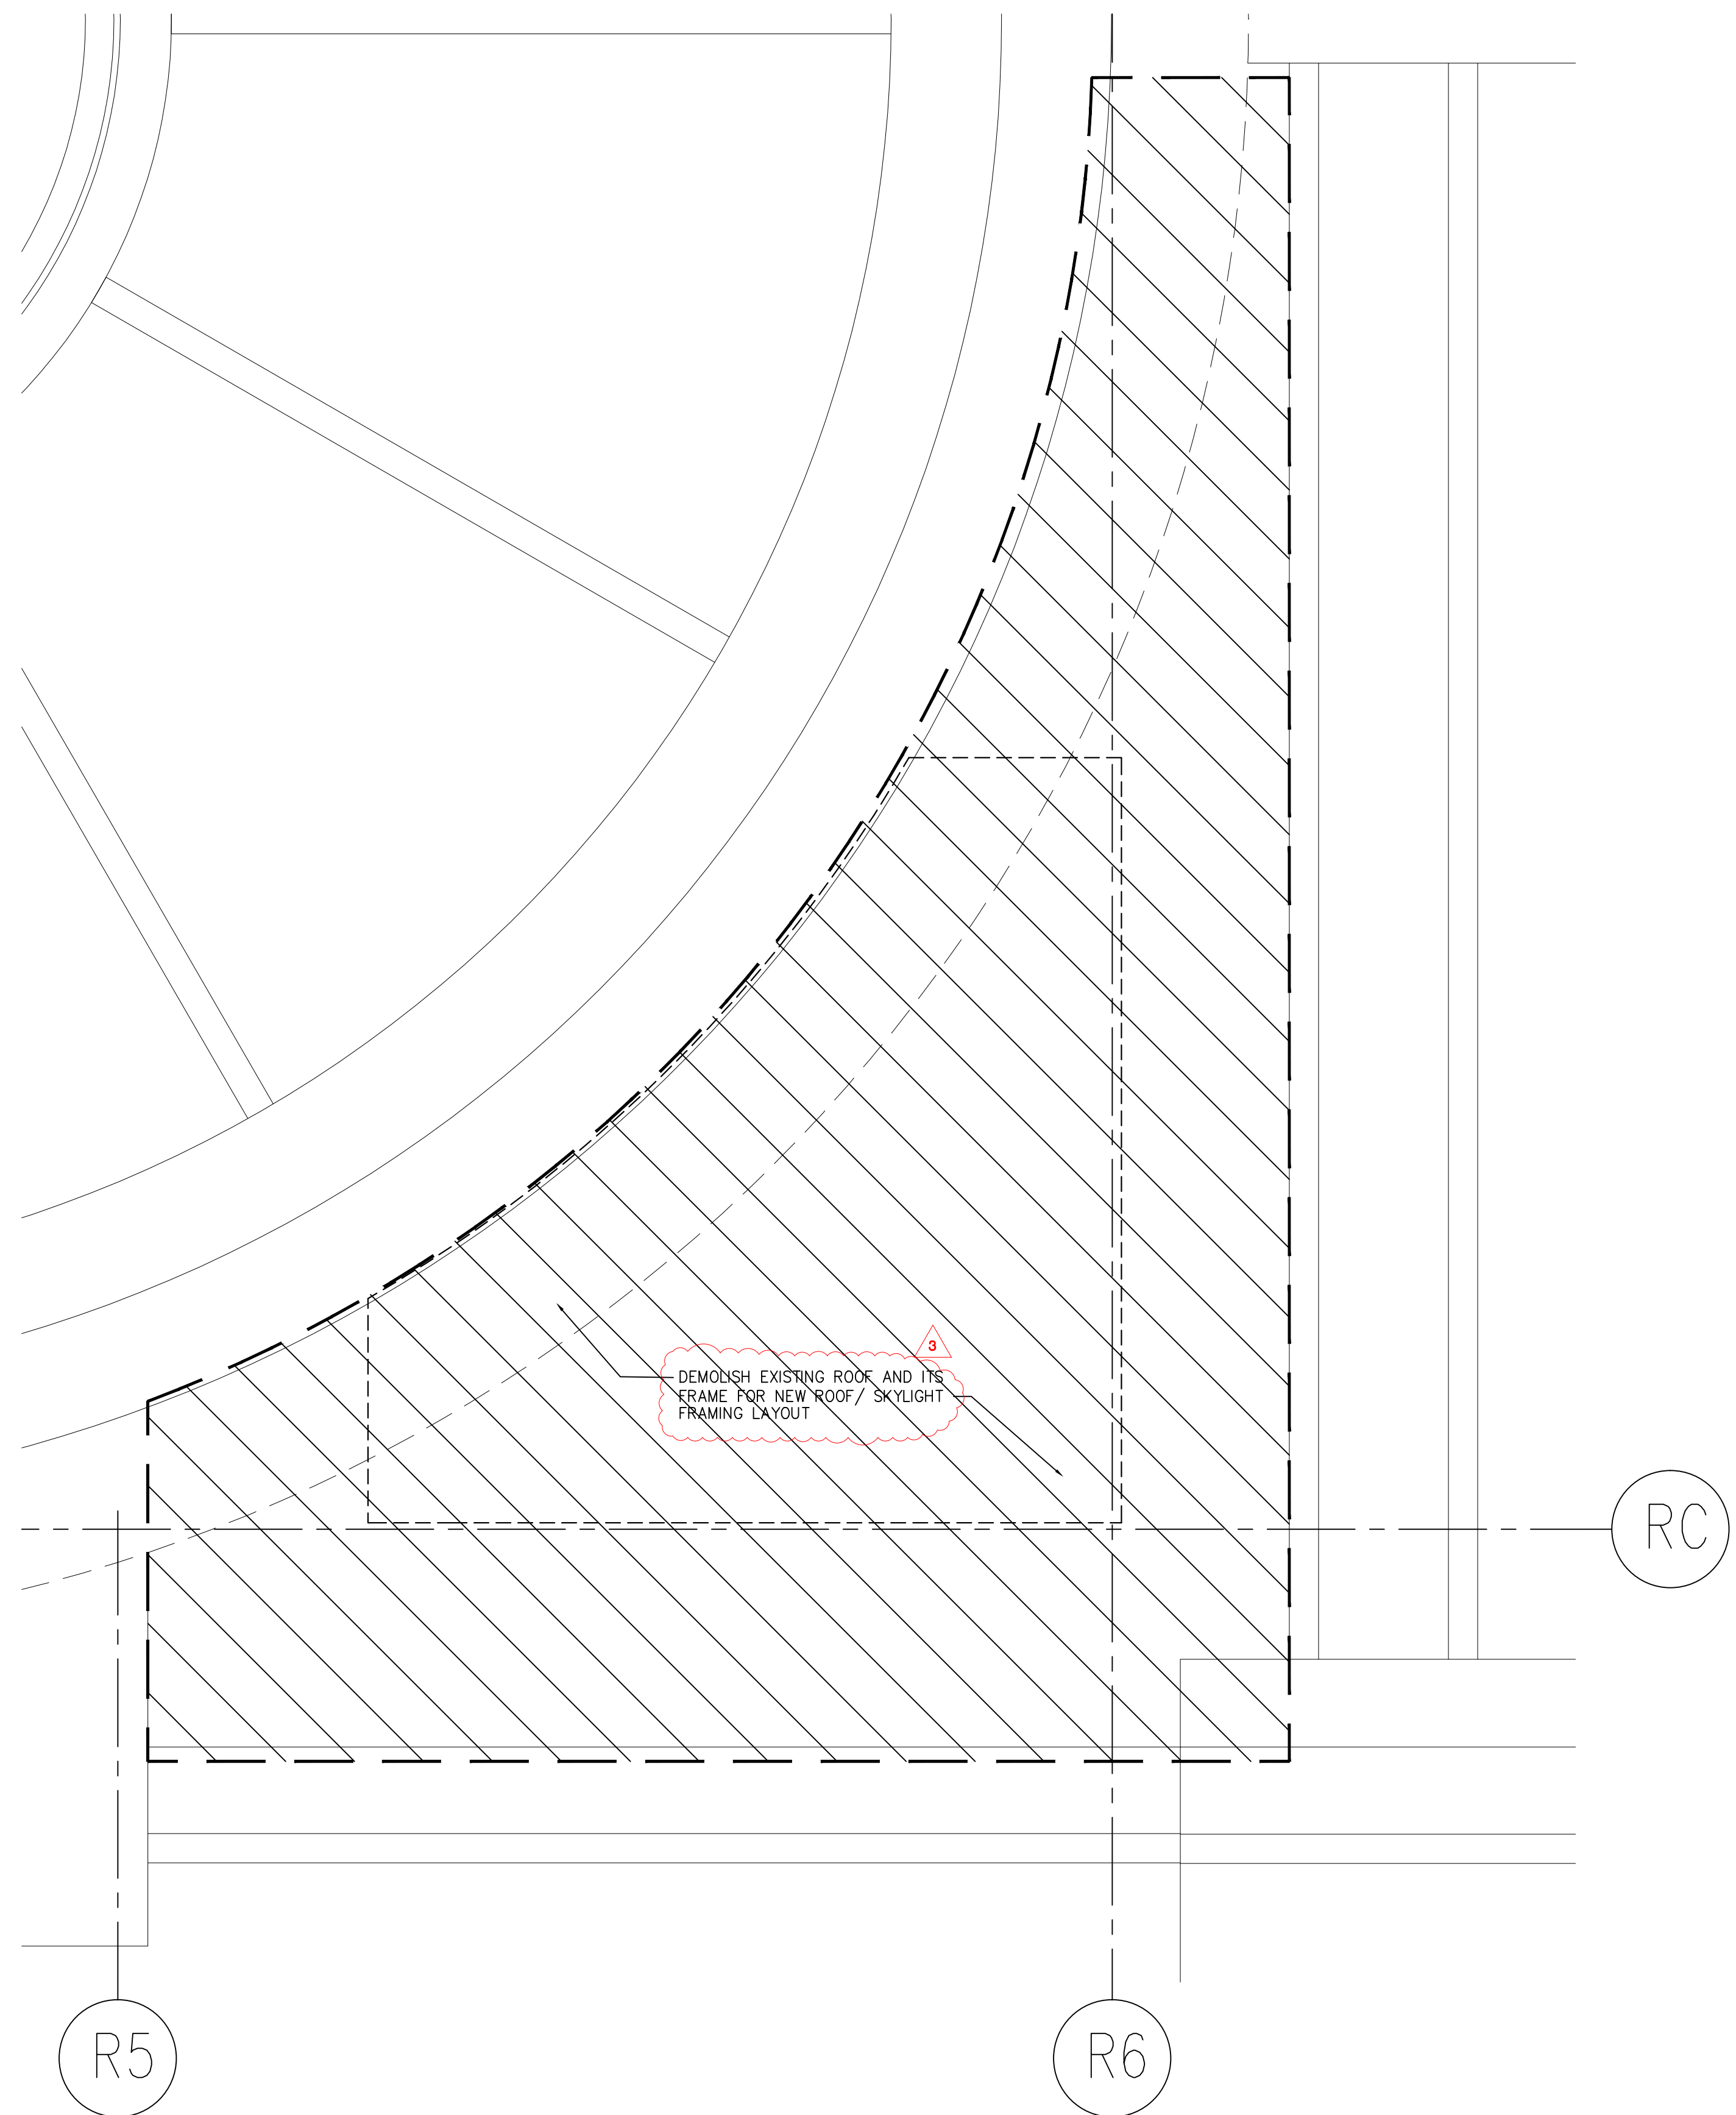 3
DEMOLISH EXISTING ROOF AND ITS
FRAME FOR NEW ROOF/ SKYLIGHT
FRAMING LAYOUT
RC
R5
R6